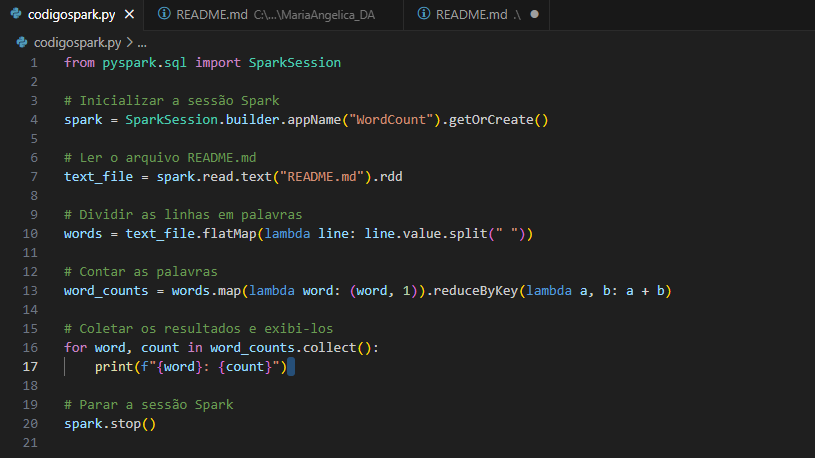 codigospark.py × README.md C:\...\MariaAngelica_DA README.md .\ ●
codigospark.py > ...
1 from pyspark.sql import SparkSession
2
3 # Inicializar a sessão Spark
4 spark = SparkSession.builder.appName("WordCount").getOrCreate()
5
6 # Ler o arquivo README.md
7 text_file = spark.read.text("README.md").rdd
8
9 # Dividir as linhas em palavras
10 words = text_file.flatMap(lambda line: line.value.split(" "))
11
12 # Contar as palavras
13 word_counts = words.map(lambda word: (word, 1)).reduceByKey(lambda a, b: a + b)
14
15 # Coletar os resultados e exibi-los
16 for word, count in word_counts.collect():
17     print(f"{word}: {count}")
18
19 # Parar a sessão Spark
20 spark.stop()
21